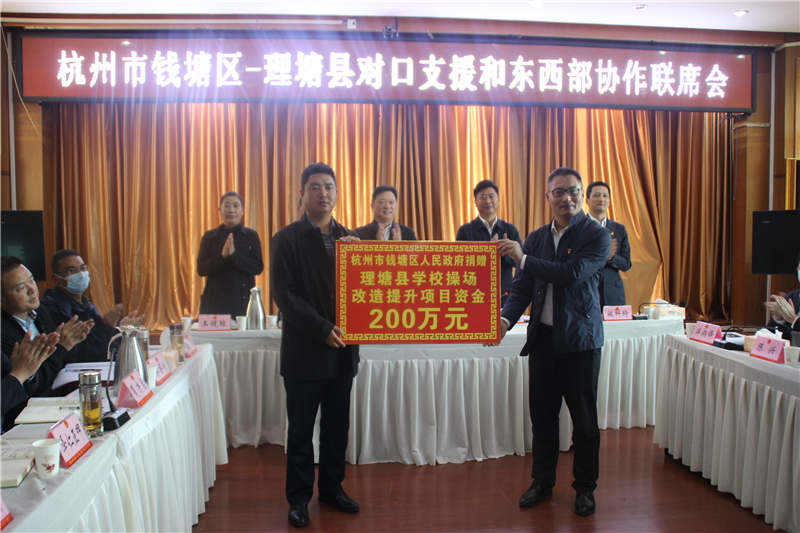 杭州市钱塘区-理塘县对口支援和东西部协作联席会
杭州市钱塘区人民政府捐赠
理塘县学校操场
改造提升项目资金
200万元